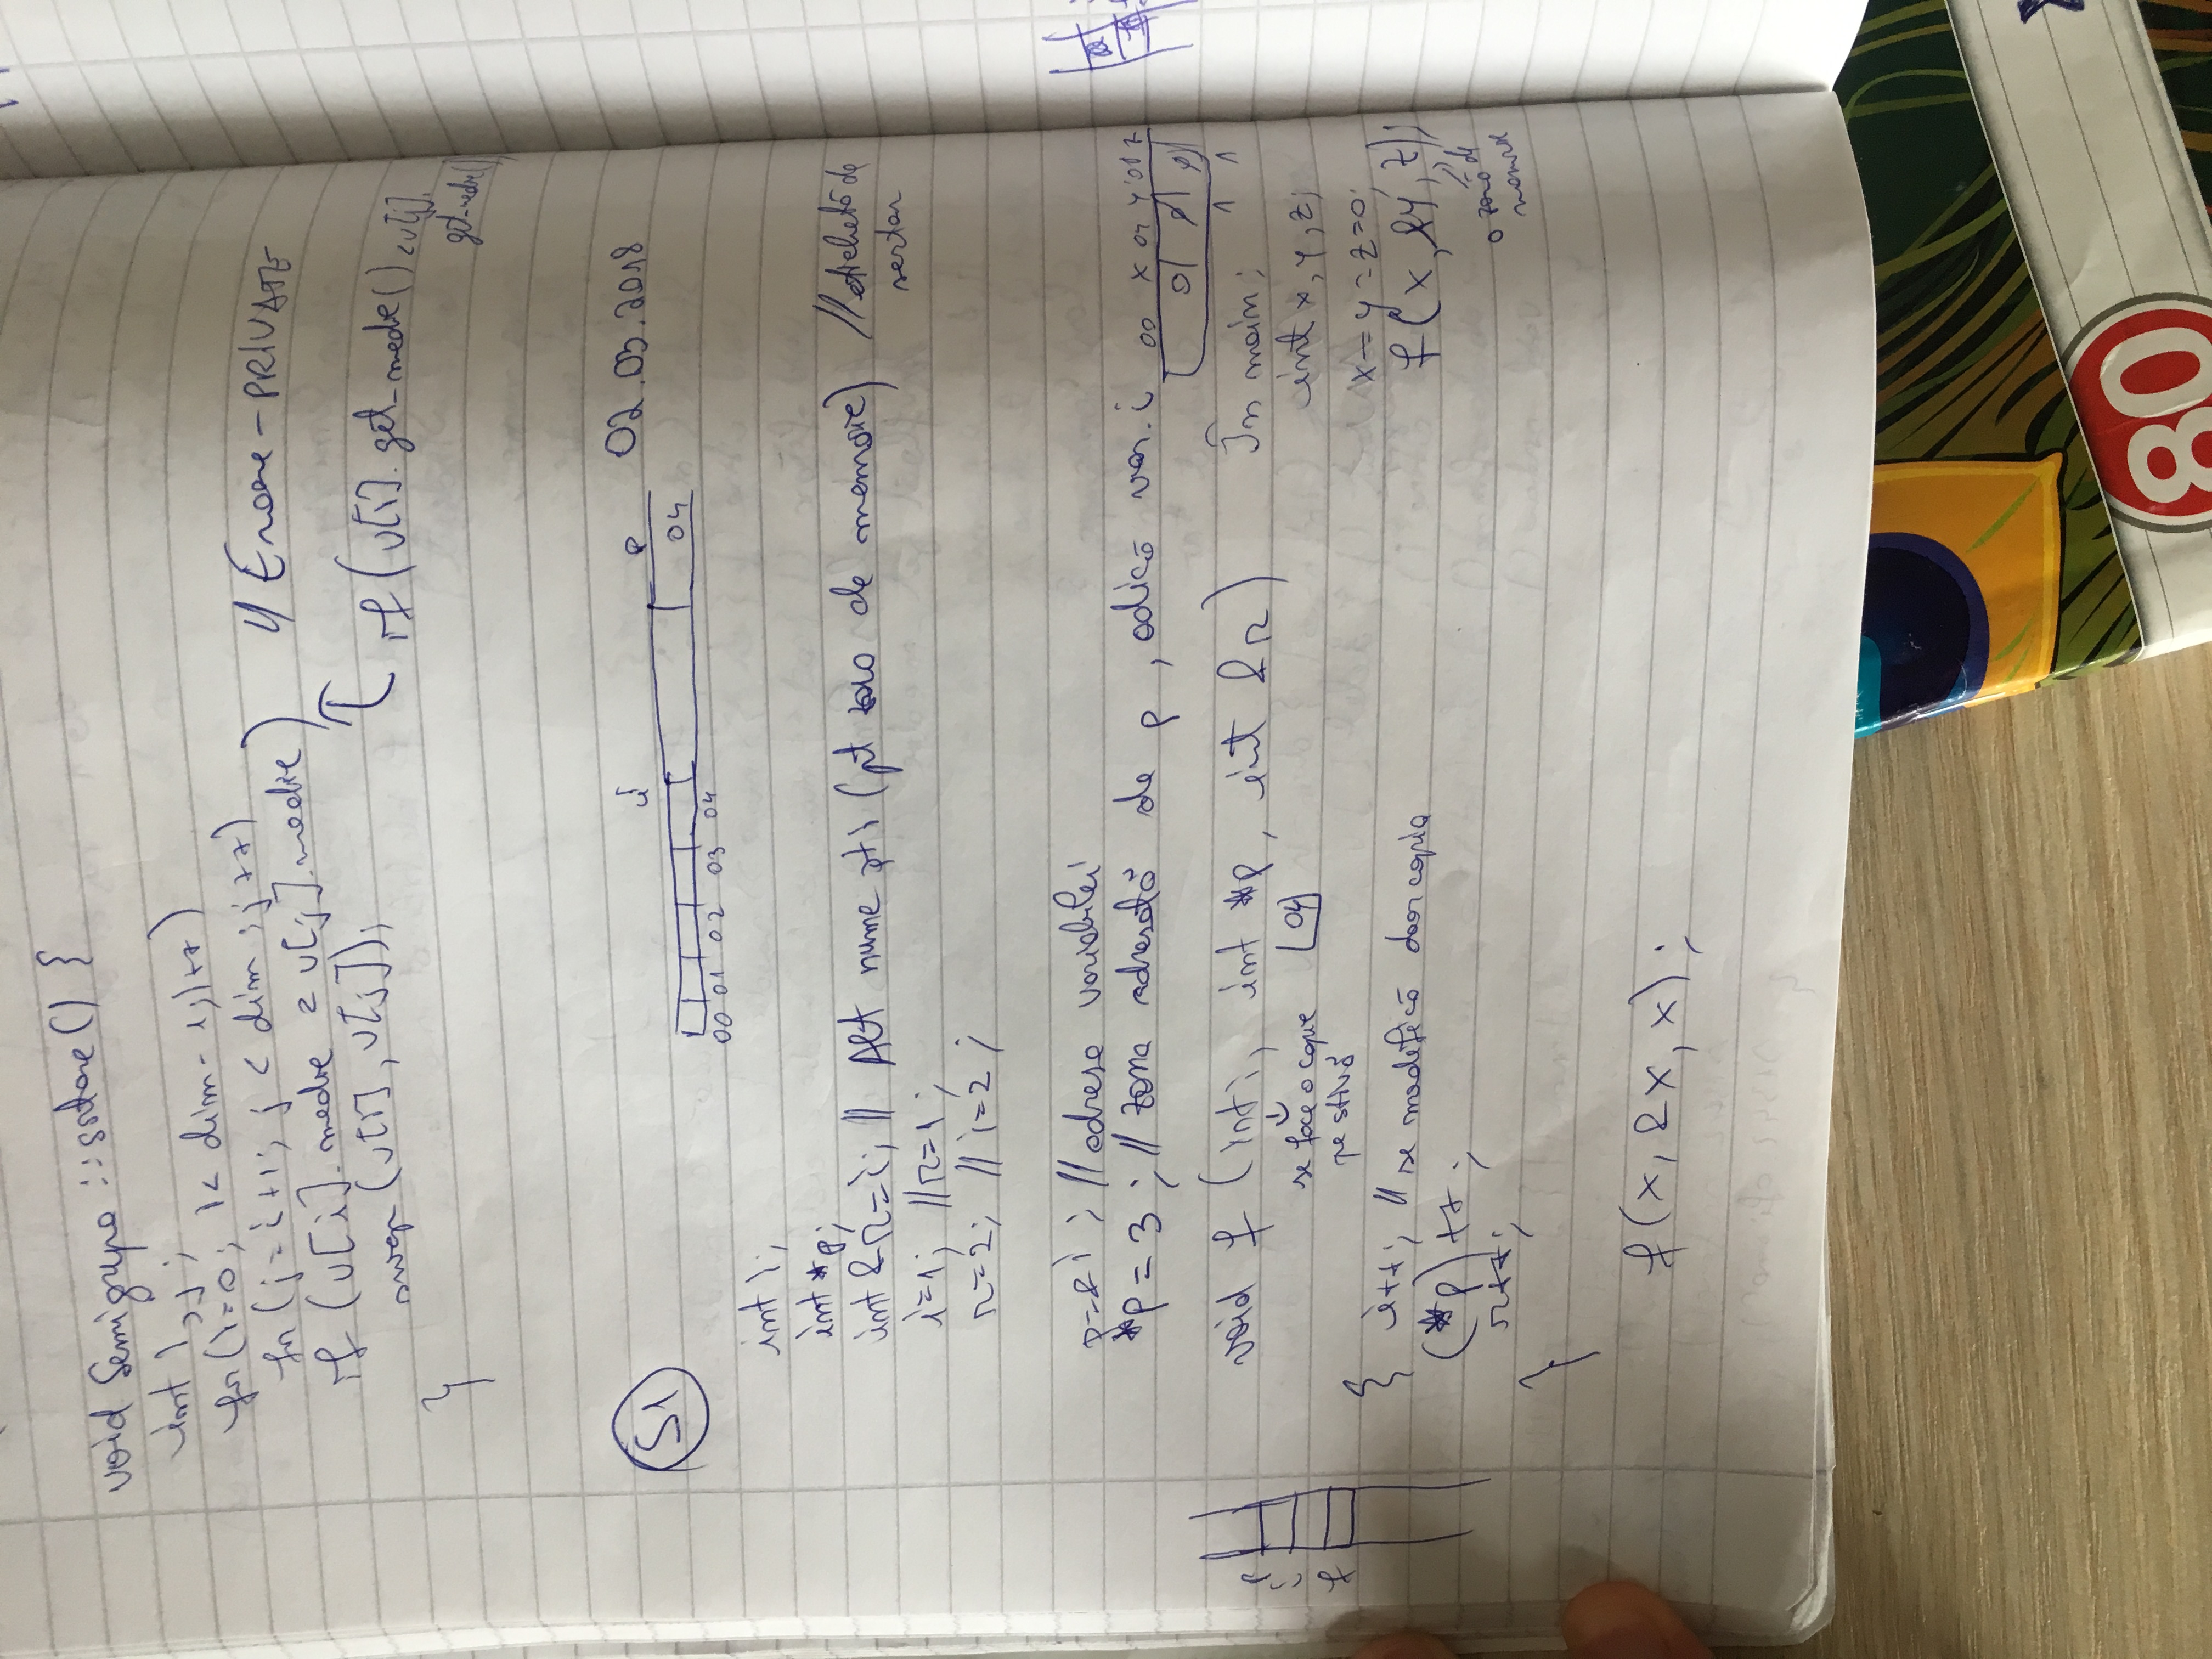 void Semigrupa :: sortare() {
int i, j;
for(i=0; i< dim-1; i++)
for(j=i+1; j < dim; j++)
if (v[i].medie < v[j].medie) // Eroare - PRIVATE
if (v[i].get_medie() < v[j].
get_medie()
swap (v[i], v[j]);
}
S1
02.03.2018
i p
04
00 01 02 03 04
int i;
int *p;
int &r=i; // Alt nume pt i (pt zona de memorie) // etichetă de
sertar
i=1; // r=1;
r=2; // i=2;
p=&i; // adresa variabilei
*p = 3; // zona adresată de p, adică var. i
00 x 04 y 08 z
0 0 0
1 1
void f (int i, int *p, int &r)
se face o copie
pe stivă
04
{ i++; // se modifică doar copia
(*p)++;
r++;
}
În main:
int x, y, z;
x=y=z=0;
f(x, &y, z);
o zonă de
memorie
p
i
f
f(x, &x, x);
80